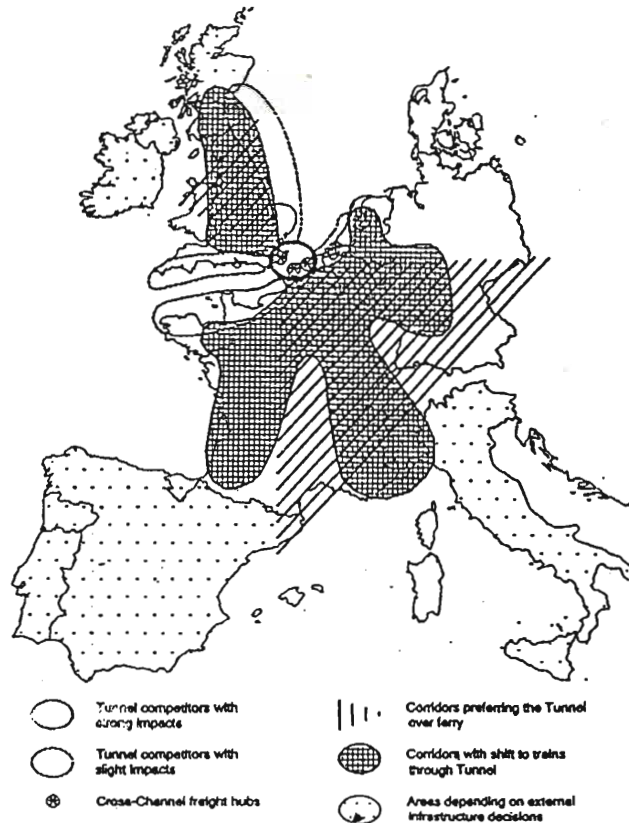 Tunnel competitors with
strong impacts
Tunnel competitors with
slight impacts
Cross-Channel freight hubs
Corridors preferring the Tunnel
over ferry
Corridors with shift to trains
through Tunnel
Areas depending on external
infrastructure decisions